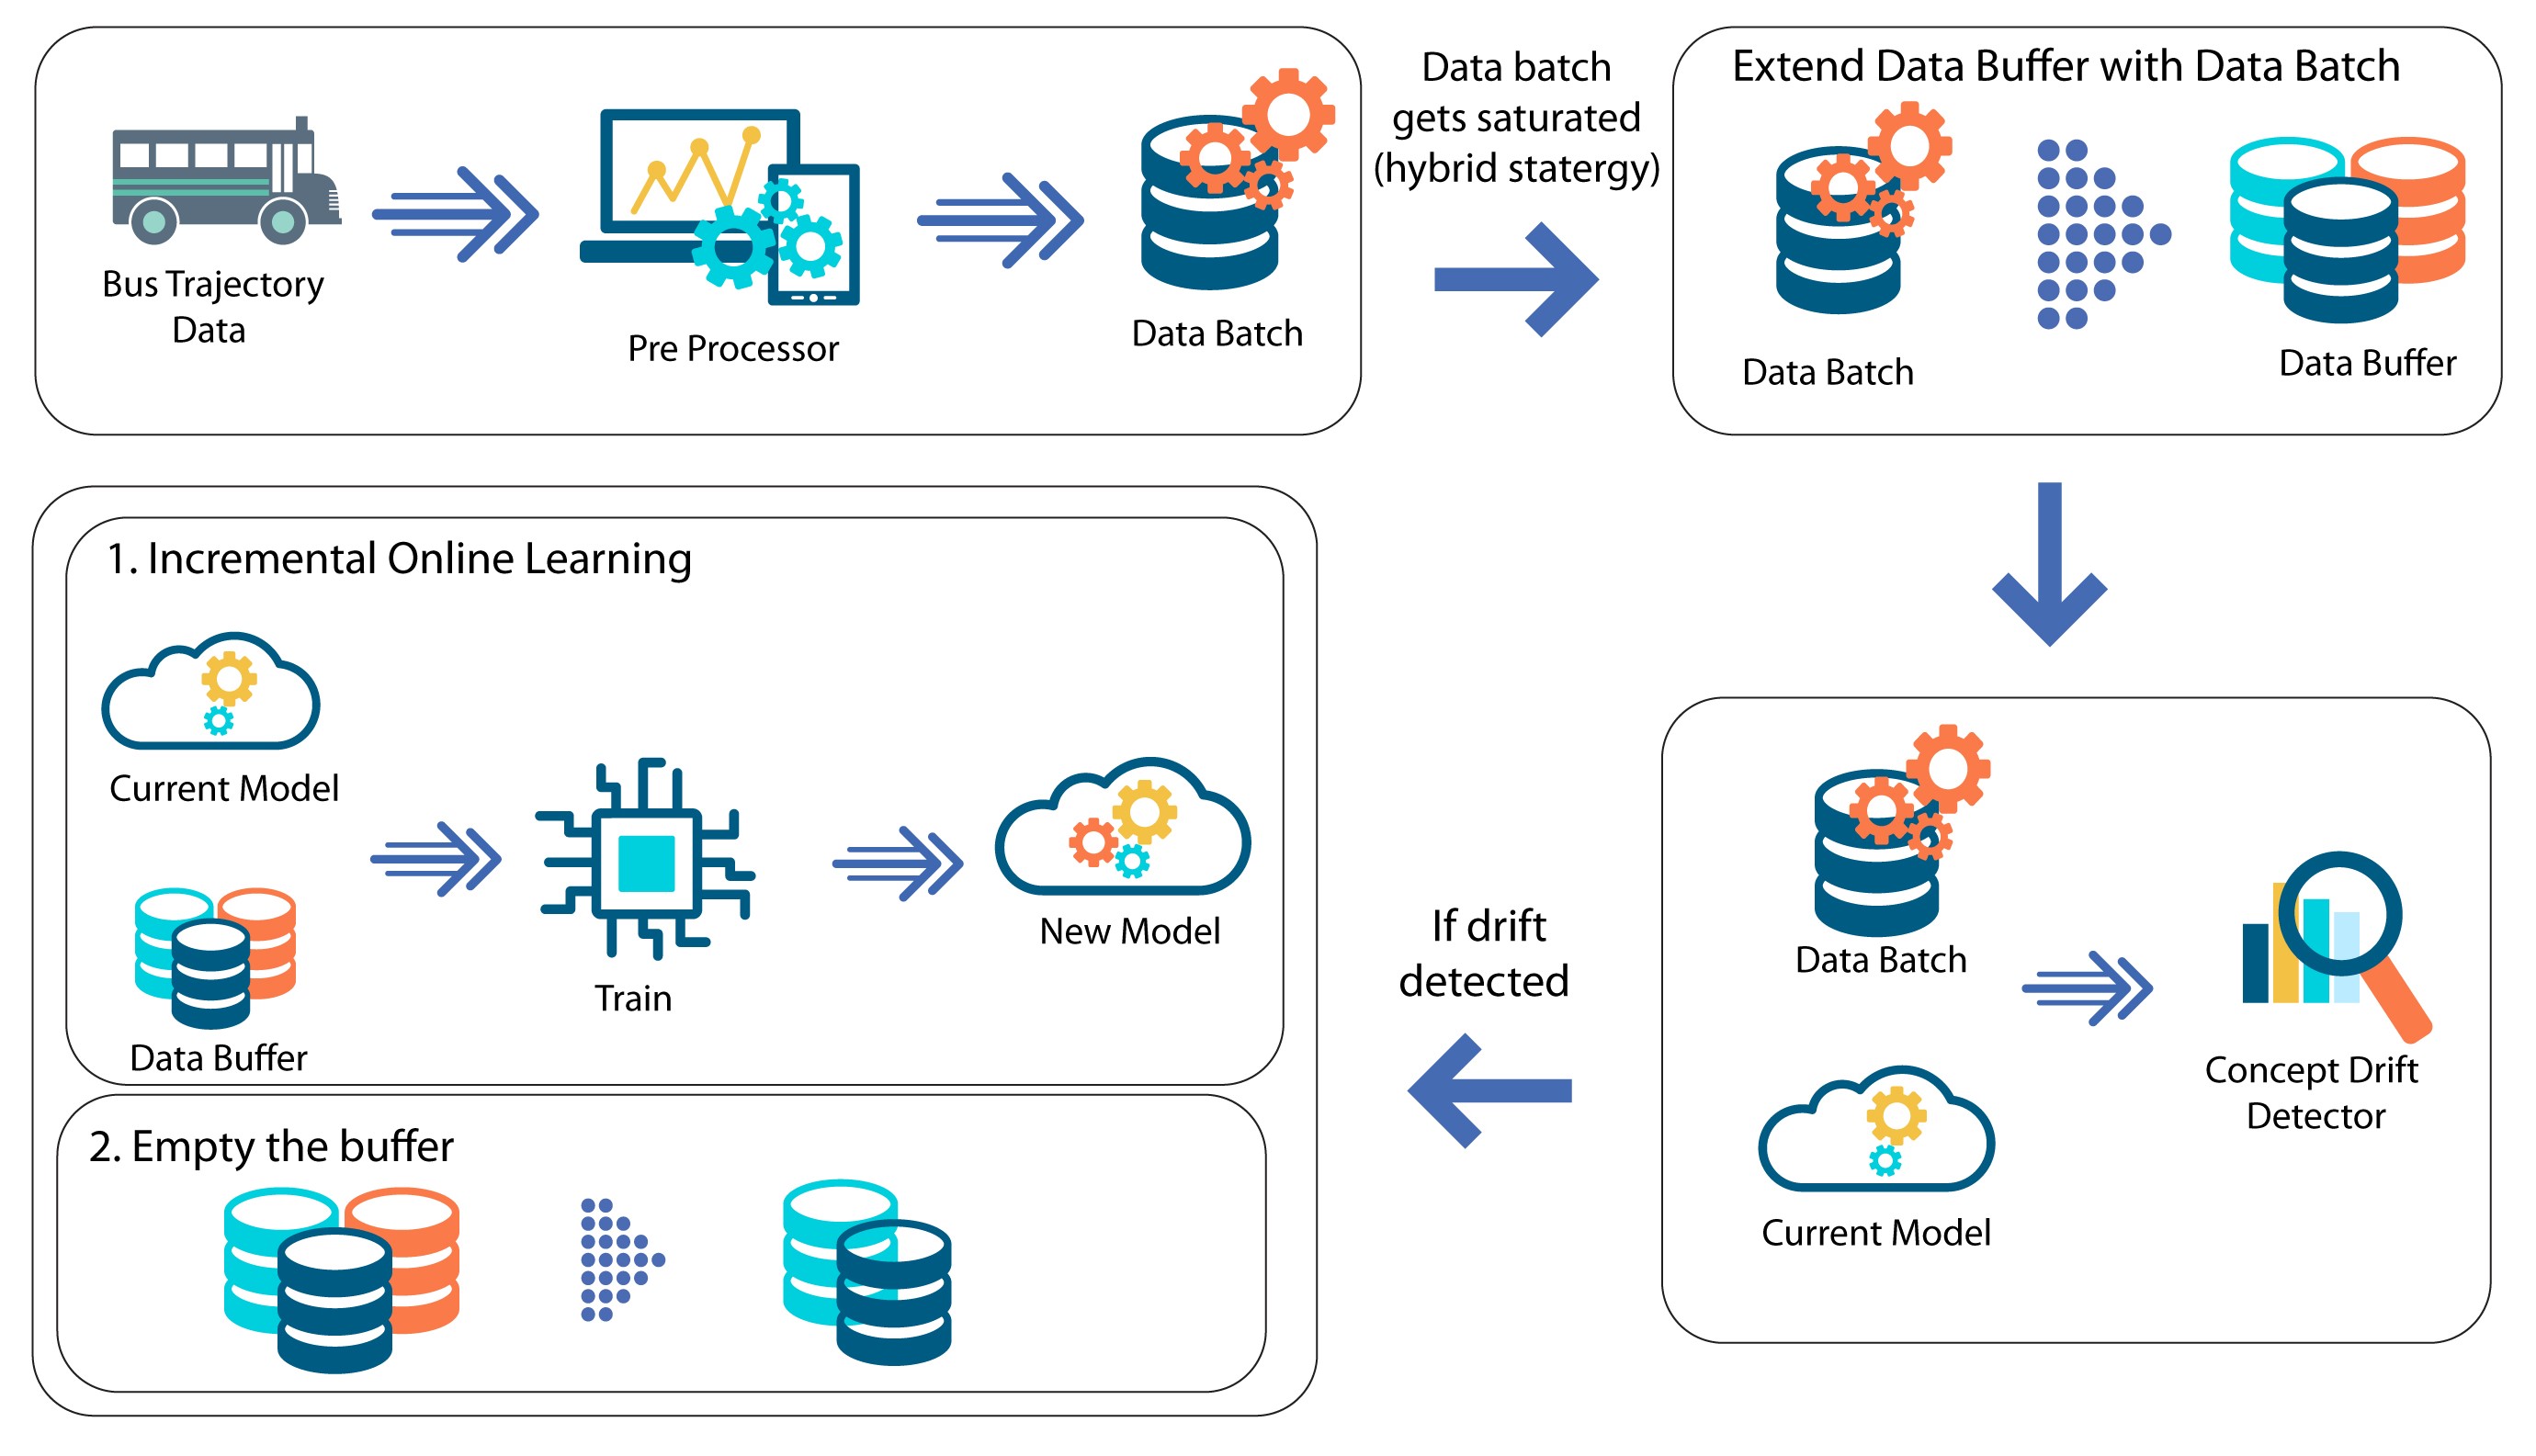 Bus Trajectory
Data
Pre Processor
Data Batch
Data batch
gets saturated
(hybrid statergy)
Extend Data Buffer with Data Batch
Data Batch
Data Buffer
Data Batch
Current Model
Concept Drift
Detector
If drift
detected
1. Incremental Online Learning
Current Model
Data Buffer
Train
New Model
2. Empty the buffer